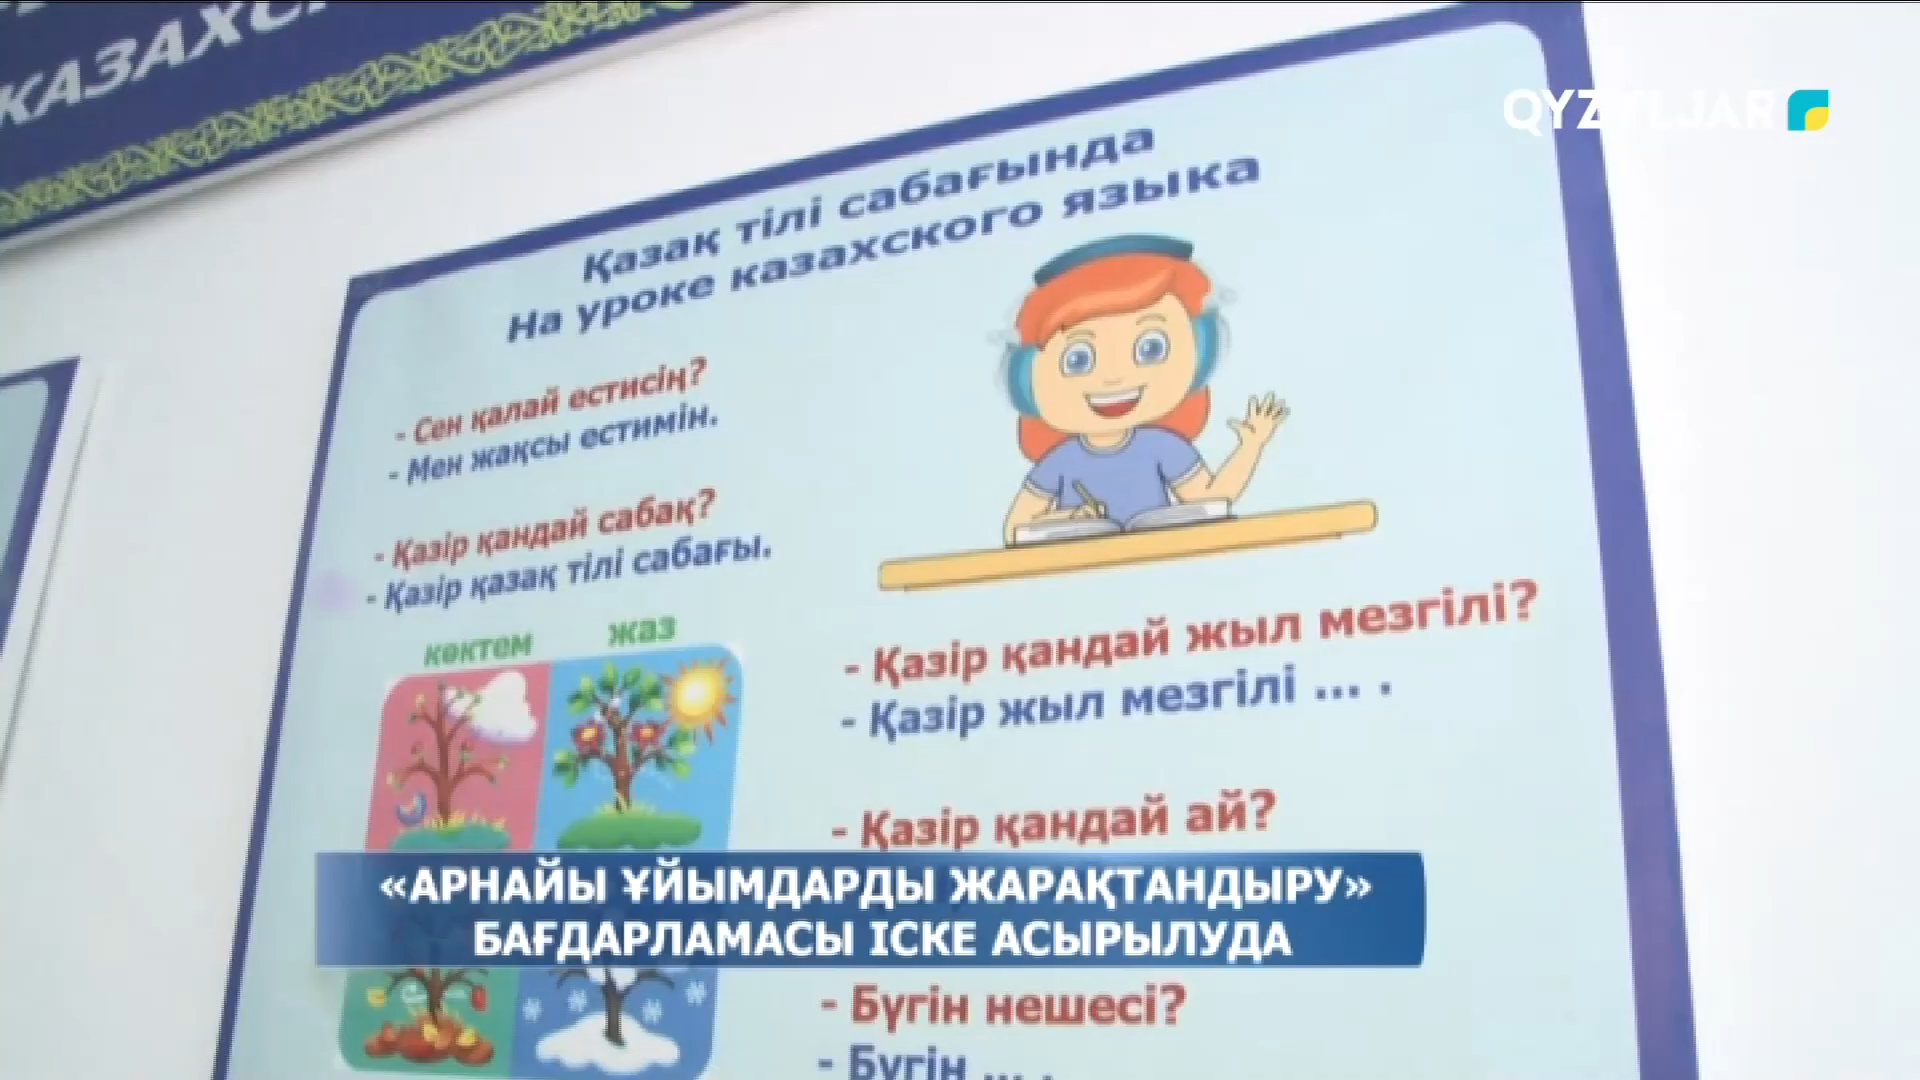 КАЗАХС
QYZYLJAR
Қазақ тілі сабағында
На уроке казахского языка
- Сен қалай естисің?
- Мен жақсы естимін.
- Қазір қандай сабақ?
- Қазір қазақ тілі сабағы.
көктем жаз
- Қазір қандай жыл мезгілі?
- Қазір жыл мезгілі ... .
- Қазір қандай ай?
«АРНАЙЫ ҰЙЫМДАРДЫ ЖАРАҚТАНДЫРУ»
БАҒДАРЛАМАСЫ ІСКЕ АСЫРЫЛУДА
- Бүгін нешесі?
- Бүгін ... .